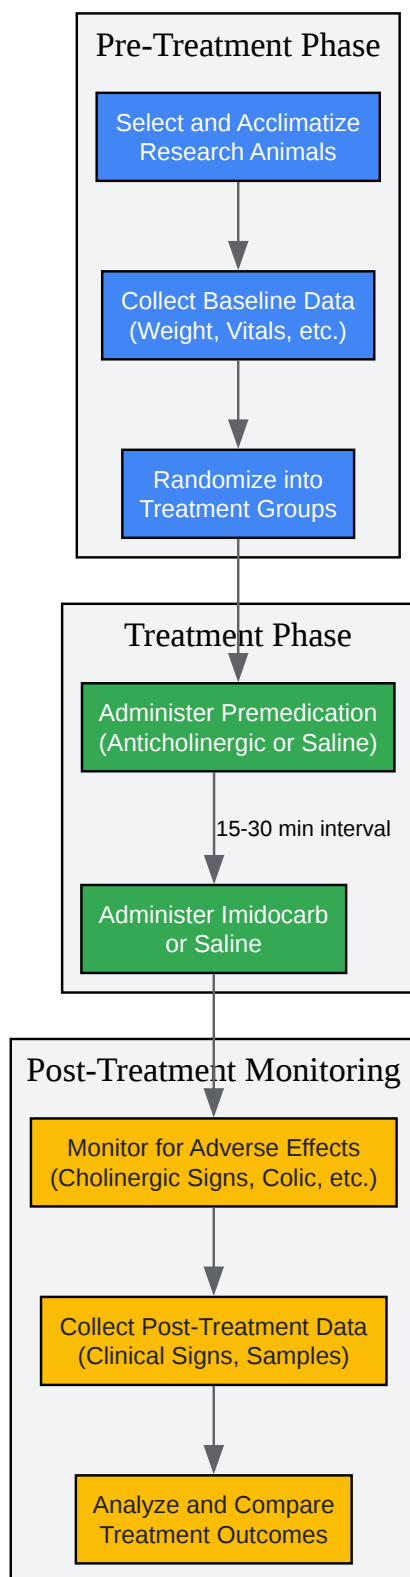 Pre-Treatment Phase
Select and Acclimatize
Research Animals
Collect Baseline Data
(Weight, Vitals, etc.)
Randomize into
Treatment Groups
Treatment Phase
Administer Premedication
(Anticholinergic or Saline)
15-30 min interval
Administer Imidocarb
or Saline
Post-Treatment Monitoring
Monitor for Adverse Effects
(Cholinergic Signs, Colic, etc.)
Collect Post-Treatment Data
(Clinical Signs, Samples)
Analyze and Compare
Treatment Outcomes